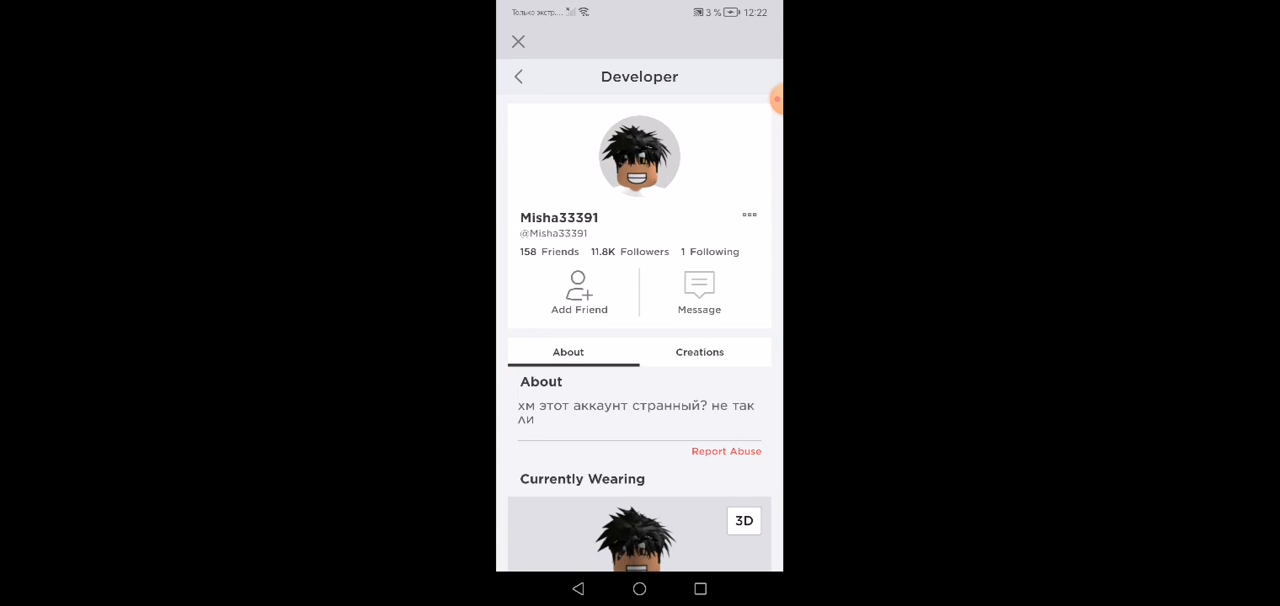 Только экстр.... 3 % 12:22
Developer
Misha33391
@Misha33391
158 Friends 11.8K Followers 1 Following
Add Friend Message
About Creations
About
хм этот аккаунт странный? не так
ли
Report Abuse
Currently Wearing
3D